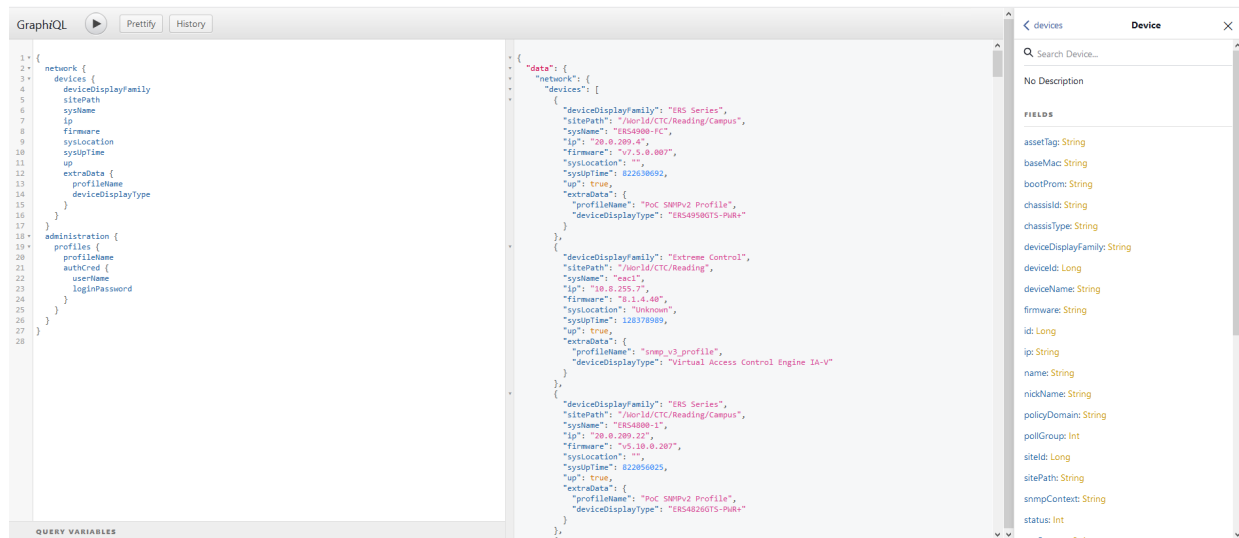 GraphiQL
Prettify
History
1 {
2 network {
3 devices {
4 deviceDisplayFamily
5 sitePath
6 sysName
7 ip
8 firmware
9 sysLocation
10 sysUpTime
11 up
12 extraData {
13 profileName
14 deviceDisplayType
15 }
16 }
17 }
18 administration {
19 profiles {
20 profileName
21 authCred {
22 userName
23 loginPassword
24 }
25 }
26 }
27 }
28
QUERY VARIABLES
{
"data": {
"network": {
"devices": [
{
"deviceDisplayFamily": "ERS Series",
"sitePath": "/World/CTC/Reading/Campus",
"sysName": "ERS4900-FC",
"ip": "20.0.209.4",
"firmware": "v7.5.0.007",
"sysLocation": "",
"sysUpTime": 822630692,
"up": true,
"extraData": {
"profileName": "PoC SNMPv2 Profile",
"deviceDisplayType": "ERS4950GTS-PWR+"
}
},
{
"deviceDisplayFamily": "Extreme Control",
"sitePath": "/World/CTC/Reading",
"sysName": "eac1",
"ip": "10.8.255.7",
"firmware": "8.1.4.40",
"sysLocation": "Unknown",
"sysUpTime": 128378989,
"up": true,
"extraData": {
"profileName": "snmp_v3_profile",
"deviceDisplayType": "Virtual Access Control Engine IA-V"
}
},
{
"deviceDisplayFamily": "ERS Series",
"sitePath": "/World/CTC/Reading/Campus",
"sysName": "ERS4800-1",
"ip": "20.0.209.22",
"firmware": "v5.10.0.207",
"sysLocation": "",
"sysUpTime": 822056025,
"up": true,
"extraData": {
"profileName": "PoC SNMPv2 Profile",
"deviceDisplayType": "ERS4826GTS-PWR+"
}
},
devices
Device
Search Device...
No Description
FIELDS
assetTag: String
baseMac: String
bootProm: String
chassisId: String
chassisType: String
deviceDisplayFamily: String
deviceId: Long
deviceName: String
firmware: String
id: Long
ip: String
name: String
nickName: String
policyDomain: String
pollGroup: Int
siteId: Long
sitePath: String
snmpContext: String
status: Int